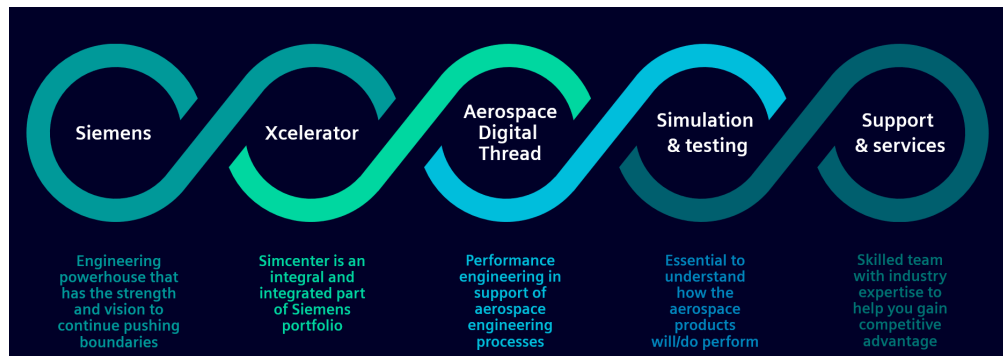 Siemens
Xcelerator
Aerospace
Digital
Thread
Simulation
& testing
Support
& services
Engineering
powerhouse that
has the strength
and vision to
continue pushing
boundaries
Simcenter is an
integral and
integrated part
of Siemens
portfolio
Performance
engineering in
support of
aerospace
engineering
processes
Essential to
understand
how the
aerospace
products
will/do perform
Skilled team
with industry
expertise to
help you gain
competitive
advantage